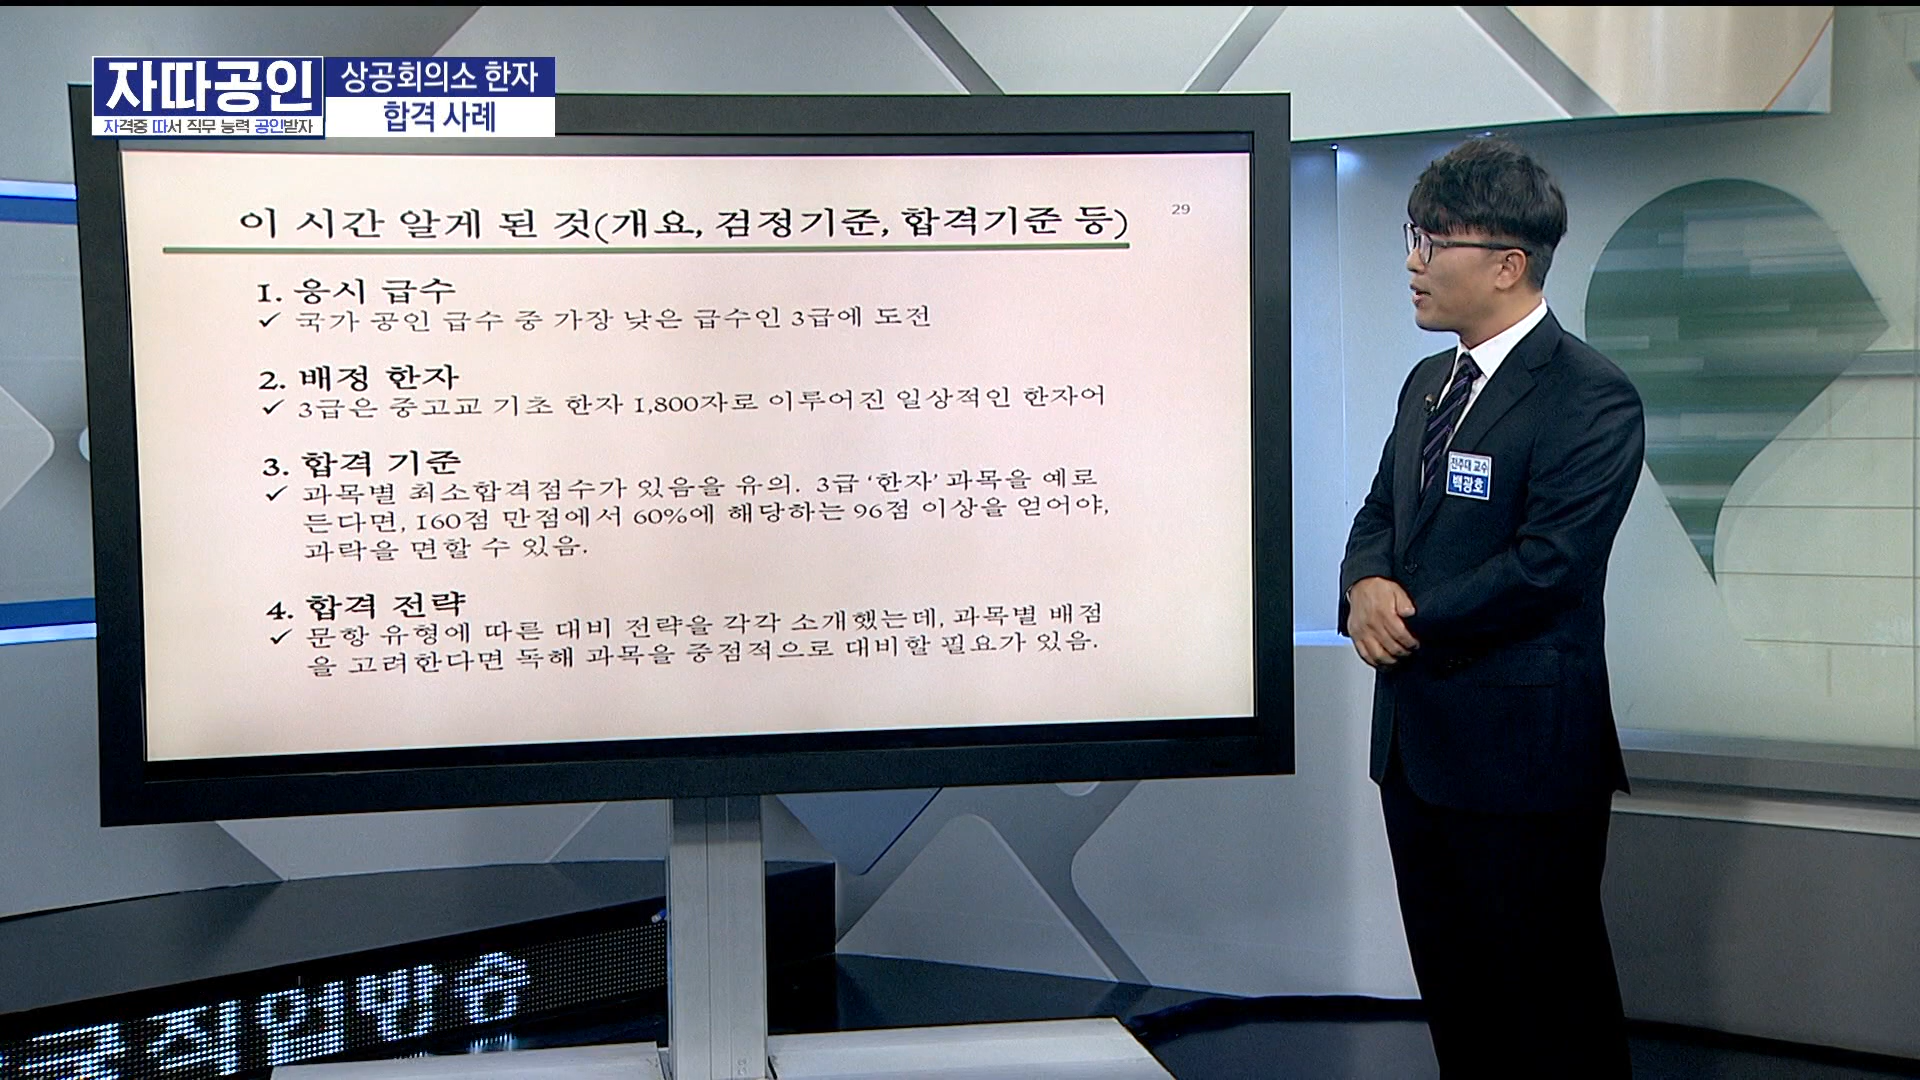 자따공인
자격증 따서 직무 능력 공인받자
상공회의소 한자
합격 사례
이 시간 알게 된 것(개요, 검정기준, 합격기준 등)
29
1. 응시 급수
✓ 국가 공인 급수 중 가장 낮은 급수인 3급에 도전
2. 배정 한자
✓ 3급은 중고교 기초 한자 1,800자로 이루어진 일상적인 한자어
3. 합격 기준
✓ 과목별 최소합격점수가 있음을 유의. 3급 ‘한자’ 과목을 예로
든다면, 160점 만점에서 60%에 해당하는 96점 이상을 얻어야,
과락을 면할 수 있음.
4. 합격 전략
✓ 문항 유형에 따른 대비 전략을 각각 소개했는데, 과목별 배점
을 고려한다면 독해 과목을 중점적으로 대비할 필요가 있음.
전주대 교수
백광호
국직업방송